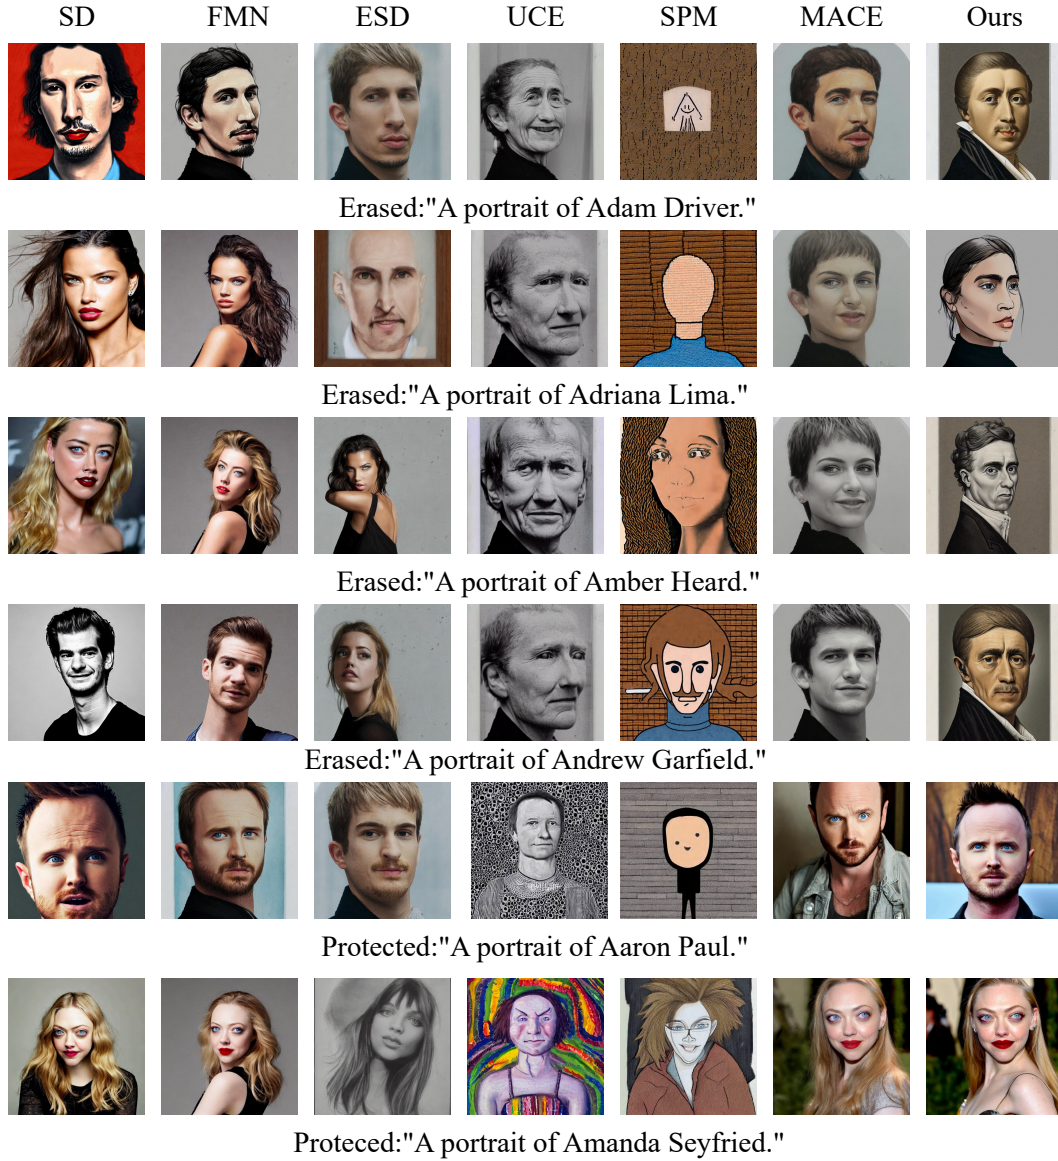 SD FMN ESD UCE SPM MACE Ours
Erased:"A portrait of Adam Driver."
Erased:"A portrait of Adriana Lima."
Erased:"A portrait of Amber Heard."
Erased:"A portrait of Andrew Garfield."
Protected:"A portrait of Aaron Paul."
Proteced:"A portrait of Amanda Seyfried."